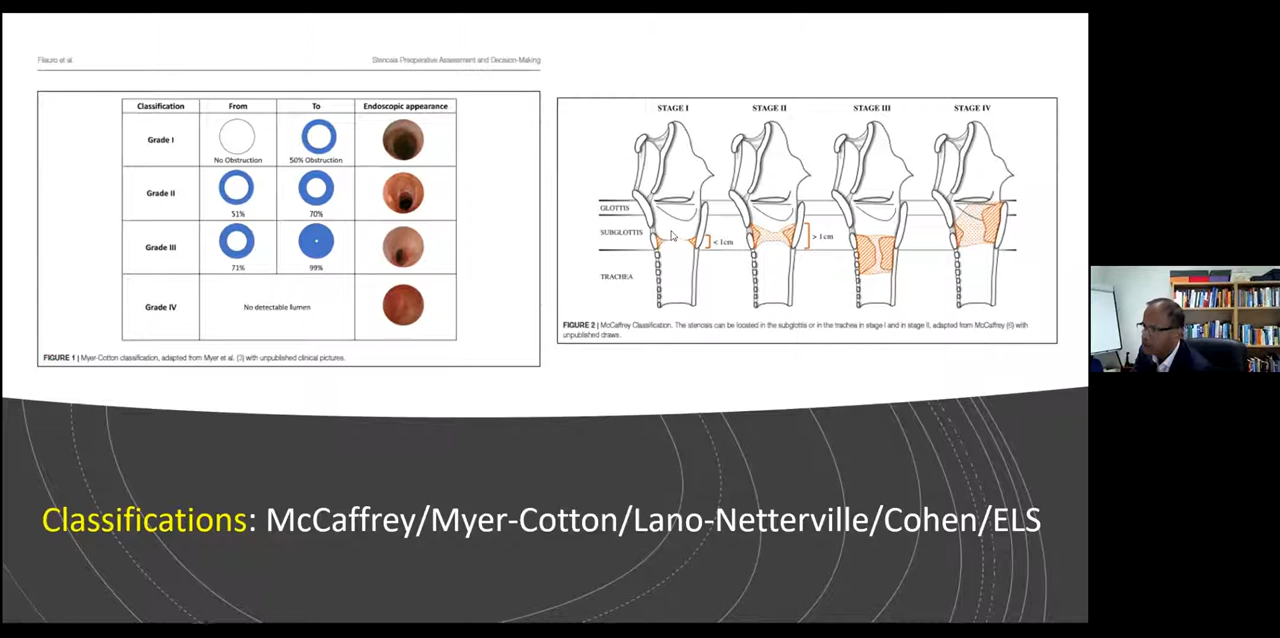 Filauro et al.
Stenosis Preoperative Assessment and Decision-Making
Classification From To Endoscopic appearance
Grade I
No Obstruction 50% Obstruction
Grade II
51% 70%
Grade III
71% 99%
Grade IV No detectable lumen
FIGURE 1 | Myer-Cotton classification, adapted from Myer et al. (3) with unpublished clinical pictures.
STAGE I STAGE II STAGE III STAGE IV
GLOTTIS
SUBGLOTTIS
< 1cm
> 1cm
TRACHEA
FIGURE 2 | McCaffrey Classification. The stenosis can be located in the subglottis or in the trachea in stage I and in stage II, adapted from McCaffrey (6) with
unpublished draws.
Classifications: McCaffrey/Myer-Cotton/Lano-Netterville/Cohen/ELS